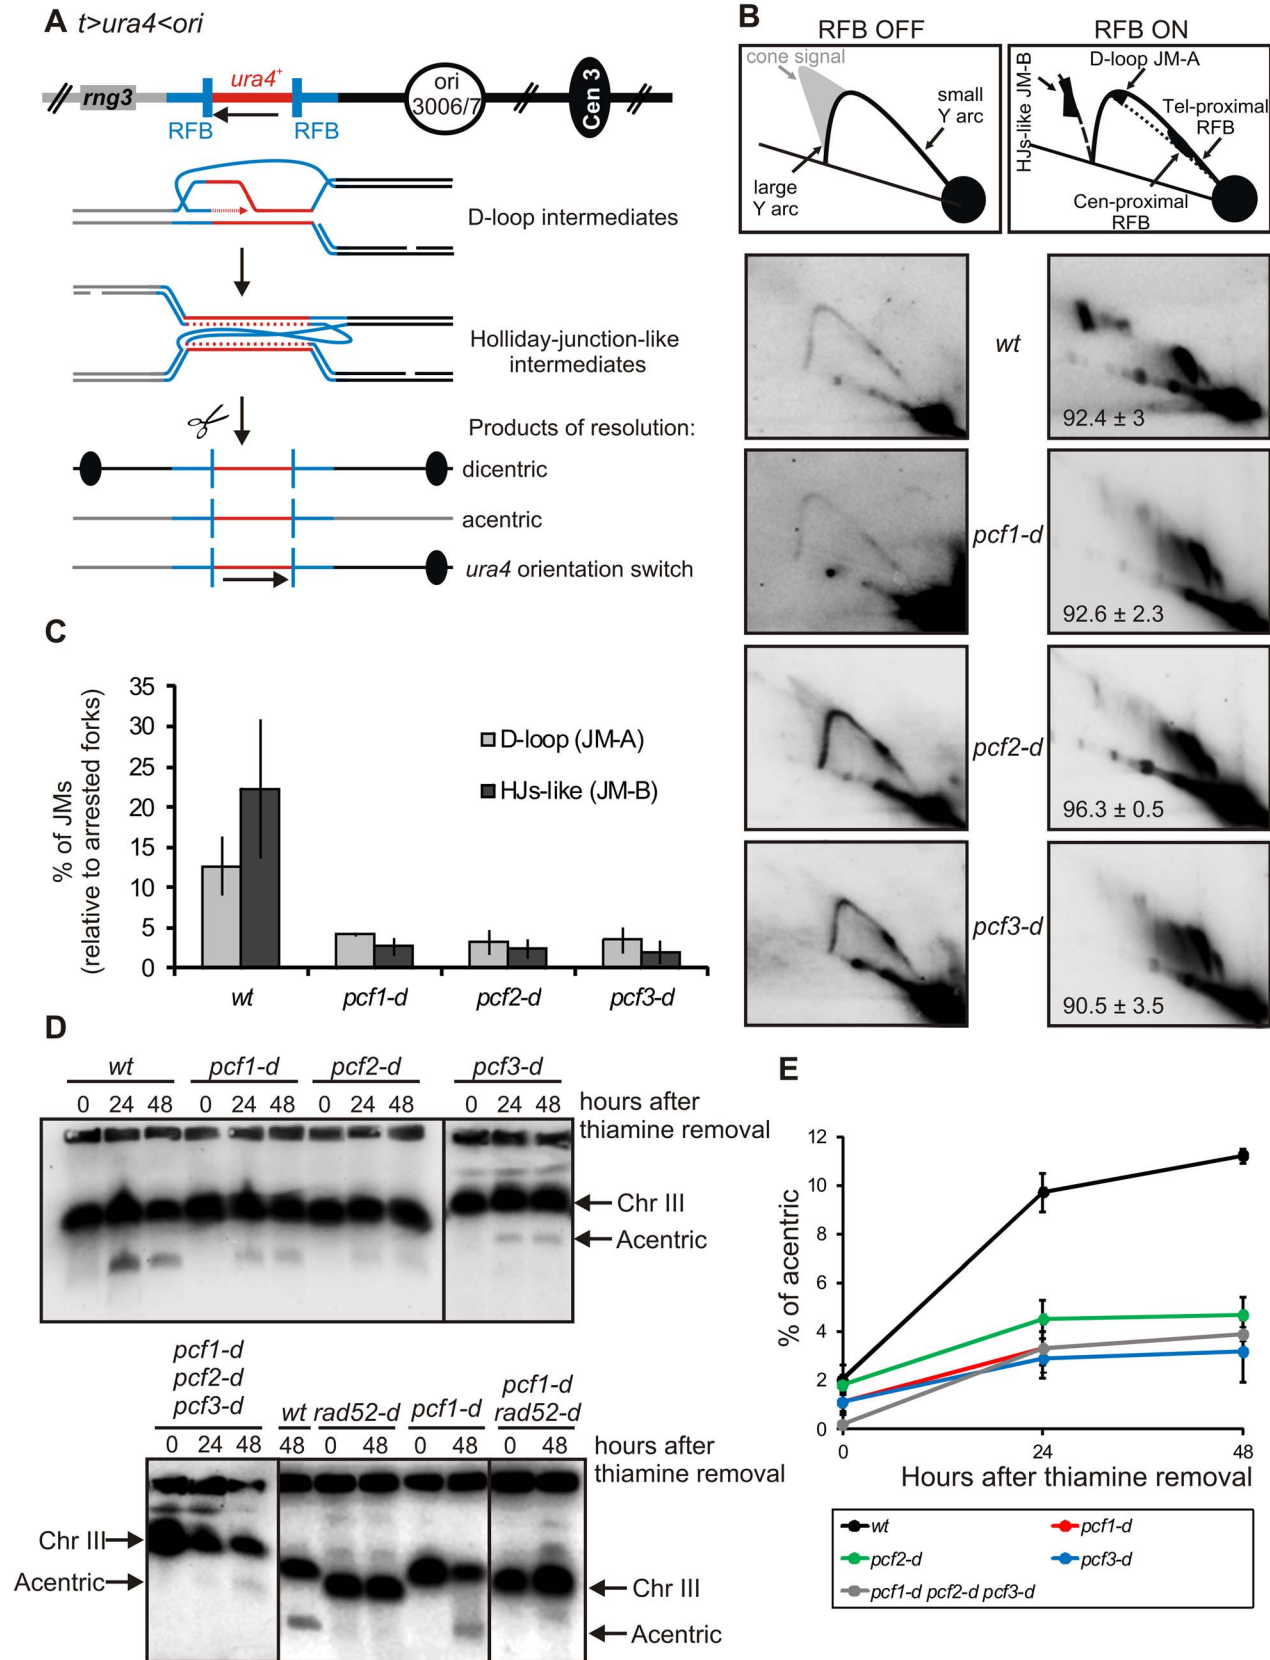 A t>ura4<ori
rng3
ura4+
RFB
RFB
ori
3006/7
Cen 3
D-loop intermediates
Holliday-junction-like
intermediates
Products of resolution:
dicentric
acentric
ura4 orientation switch
B
RFB OFF
RFB ON
cone signal
small
Y arc
large
Y arc
HJs-like JM-B
D-loop JM-A
Tel-proximal
RFB
Cen-proximal
RFB
wt
92.4 ± 3
pcf1-d
92.6 ± 2.3
pcf2-d
96.3 ± 0.5
pcf3-d
90.5 ± 3.5
C
% of JMs
(relative to arrested forks)
35
30
25
20
15
10
5
0
D-loop (JM-A)
HJs-like (JM-B)
wt pcf1-d pcf2-d pcf3-d
D
wt pcf1-d pcf2-d pcf3-d
0 24 48 0 24 48 0 24 48 0 24 48 hours after
thiamine removal
Chr III
Acentric
pcf1-d
pcf2-d
pcf3-d
0 24 48
wt rad52-d pcf1-d
pcf1-d
rad52-d
48 0 48 0 48 0 48 hours after
thiamine removal
Chr III
Acentric
Chr III
Acentric
E
% of acentric
12
10
8
6
4
2
0
0 24 48
Hours after thiamine removal
wt
pcf1-d
pcf2-d
pcf3-d
pcf1-d pcf2-d pcf3-d